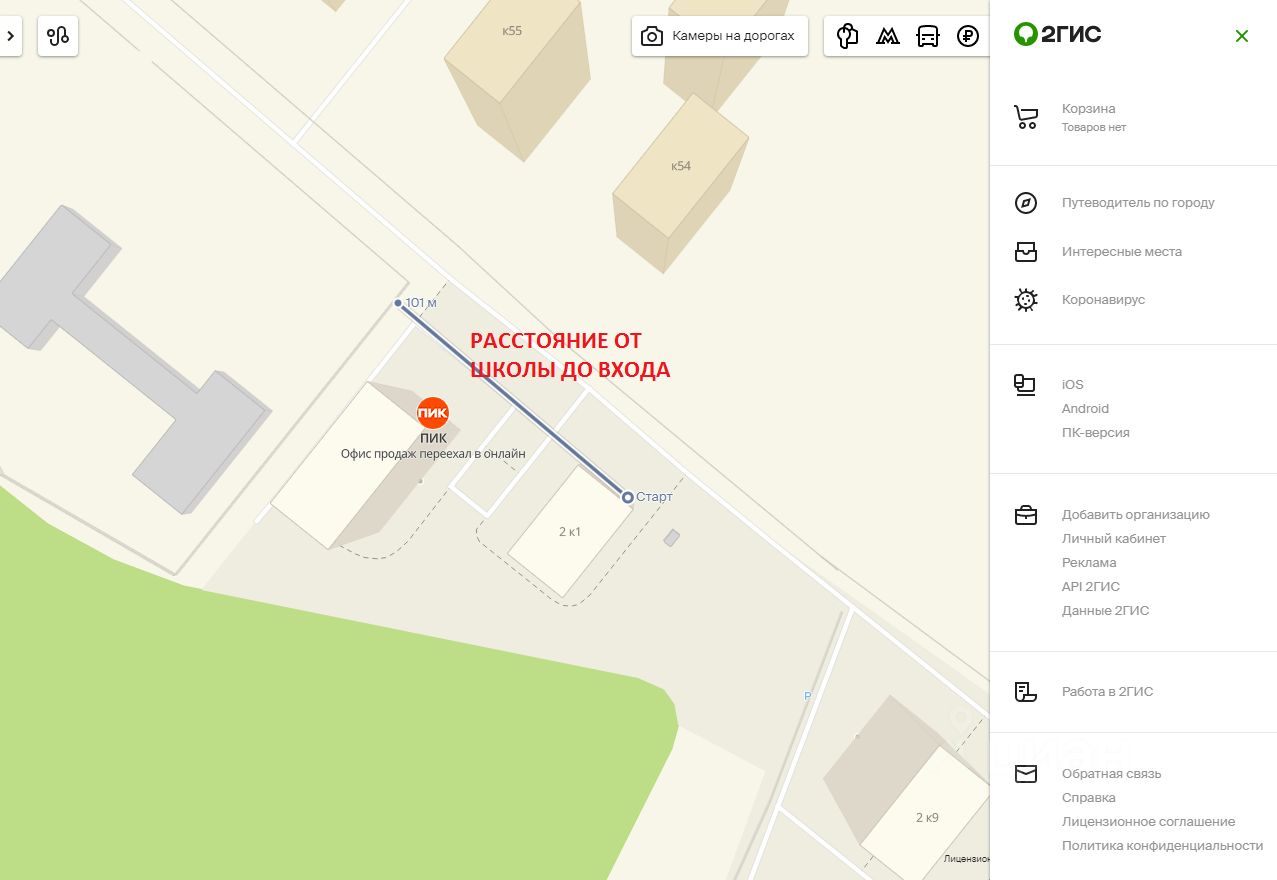 к55
Камеры на дорогах
2ГИС
Корзина
Товаров нет
к54
Путеводитель по городу
Интересные места
Коронавирус
101 м
РАССТОЯНИЕ ОТ
ШКОЛЫ ДО ВХОДА
iOS
Android
ПК-версия
ПИК
ПИК
Офис продаж переехал в онлайн
Старт
2 к1
Добавить организацию
Личный кабинет
Реклама
API 2ГИС
Данные 2ГИС
P
Работа в 2ГИС
циан
Обратная связь
Справка
Лицензионное соглашение
Политика конфиденциальности
2 к9
Лицензион